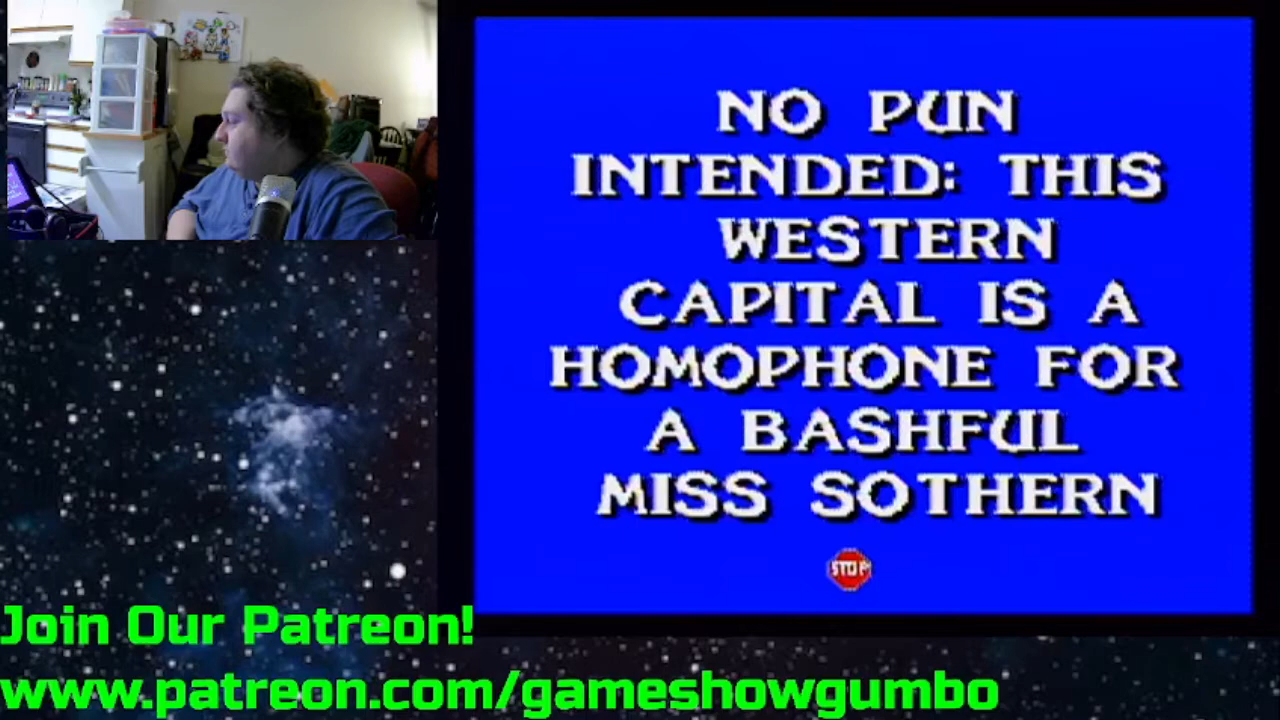 NO PUN
INTENDED: THIS
WESTERN
CAPITAL IS A
HOMOPHONE FOR
A BASHFUL
MISS SOTHERN
STOP!
Join Our Patreon!
www.patreon.com/gameshowgumbo